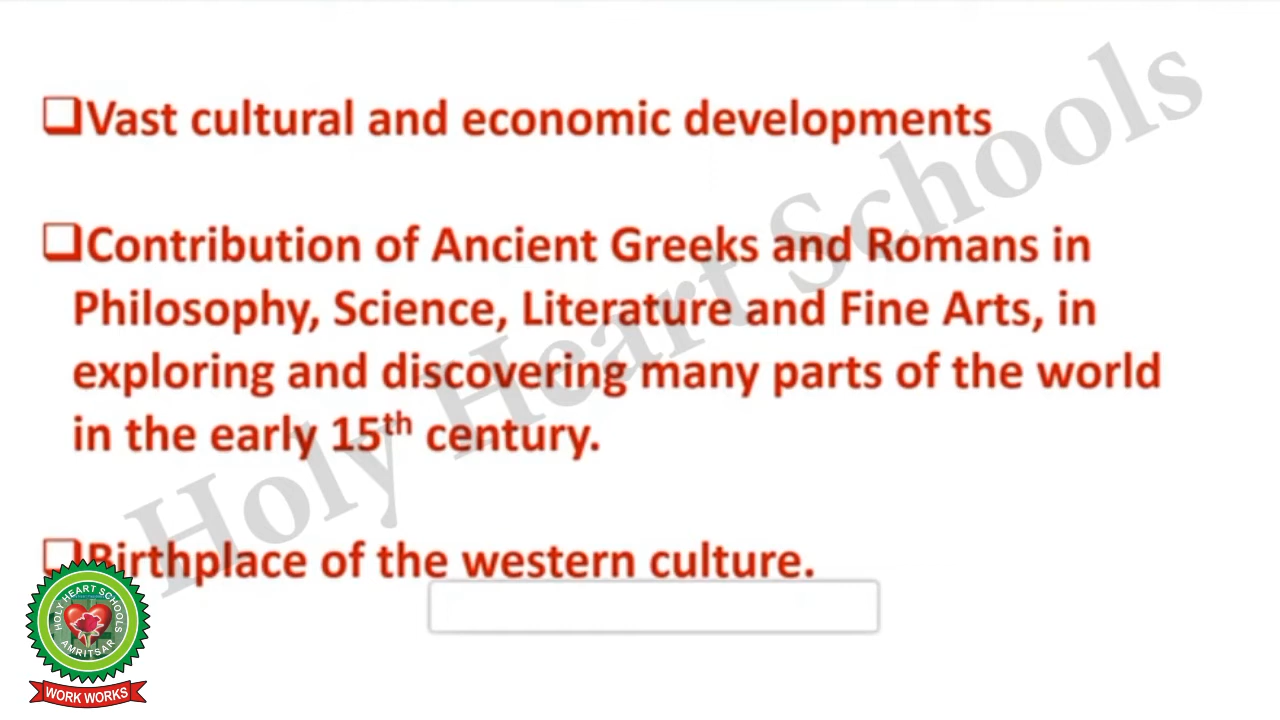 ❑Vast cultural and economic developments
❑Contribution of Ancient Greeks and Romans in
Philosophy, Science, Literature and Fine Arts, in
exploring and discovering many parts of the world
in the early 15th century.
❑Birthplace of the western culture.
Holy Heart Schools
HOLY HEART SCHOOLS
AMRITSAR
WORK WORKS